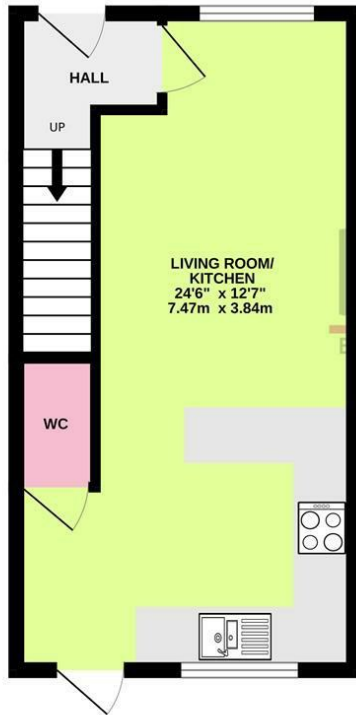 HALL
UP
LIVING ROOM/
KITCHEN
24'6" x 12'7"
7.47m x 3.84m
WC